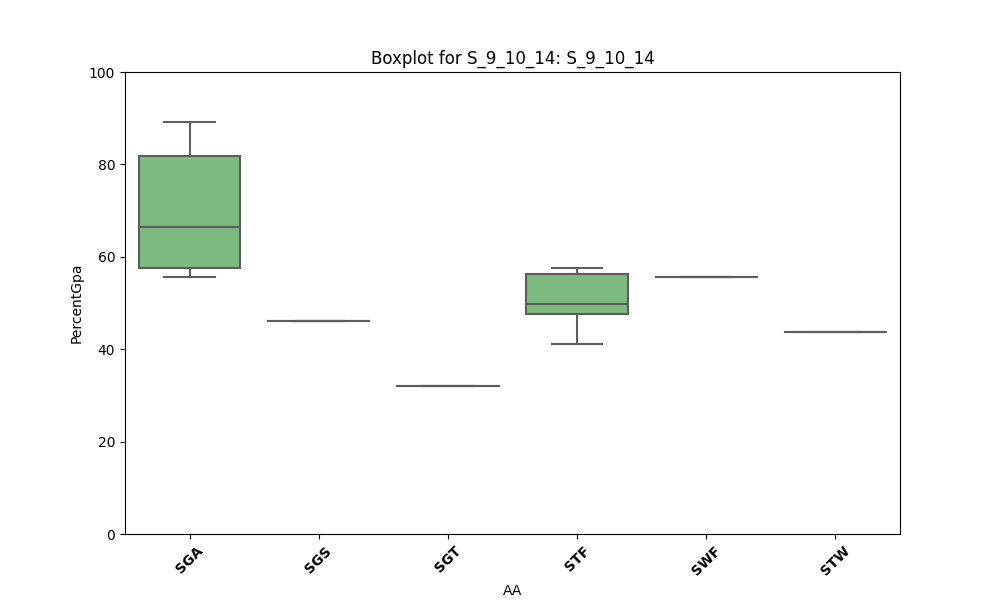 Boxplot for S_9_10_14: S_9_10_14
100
80
60
40
20
0
PercentGpa
SGA
SGS
SGT
STF
SWF
STW
AA